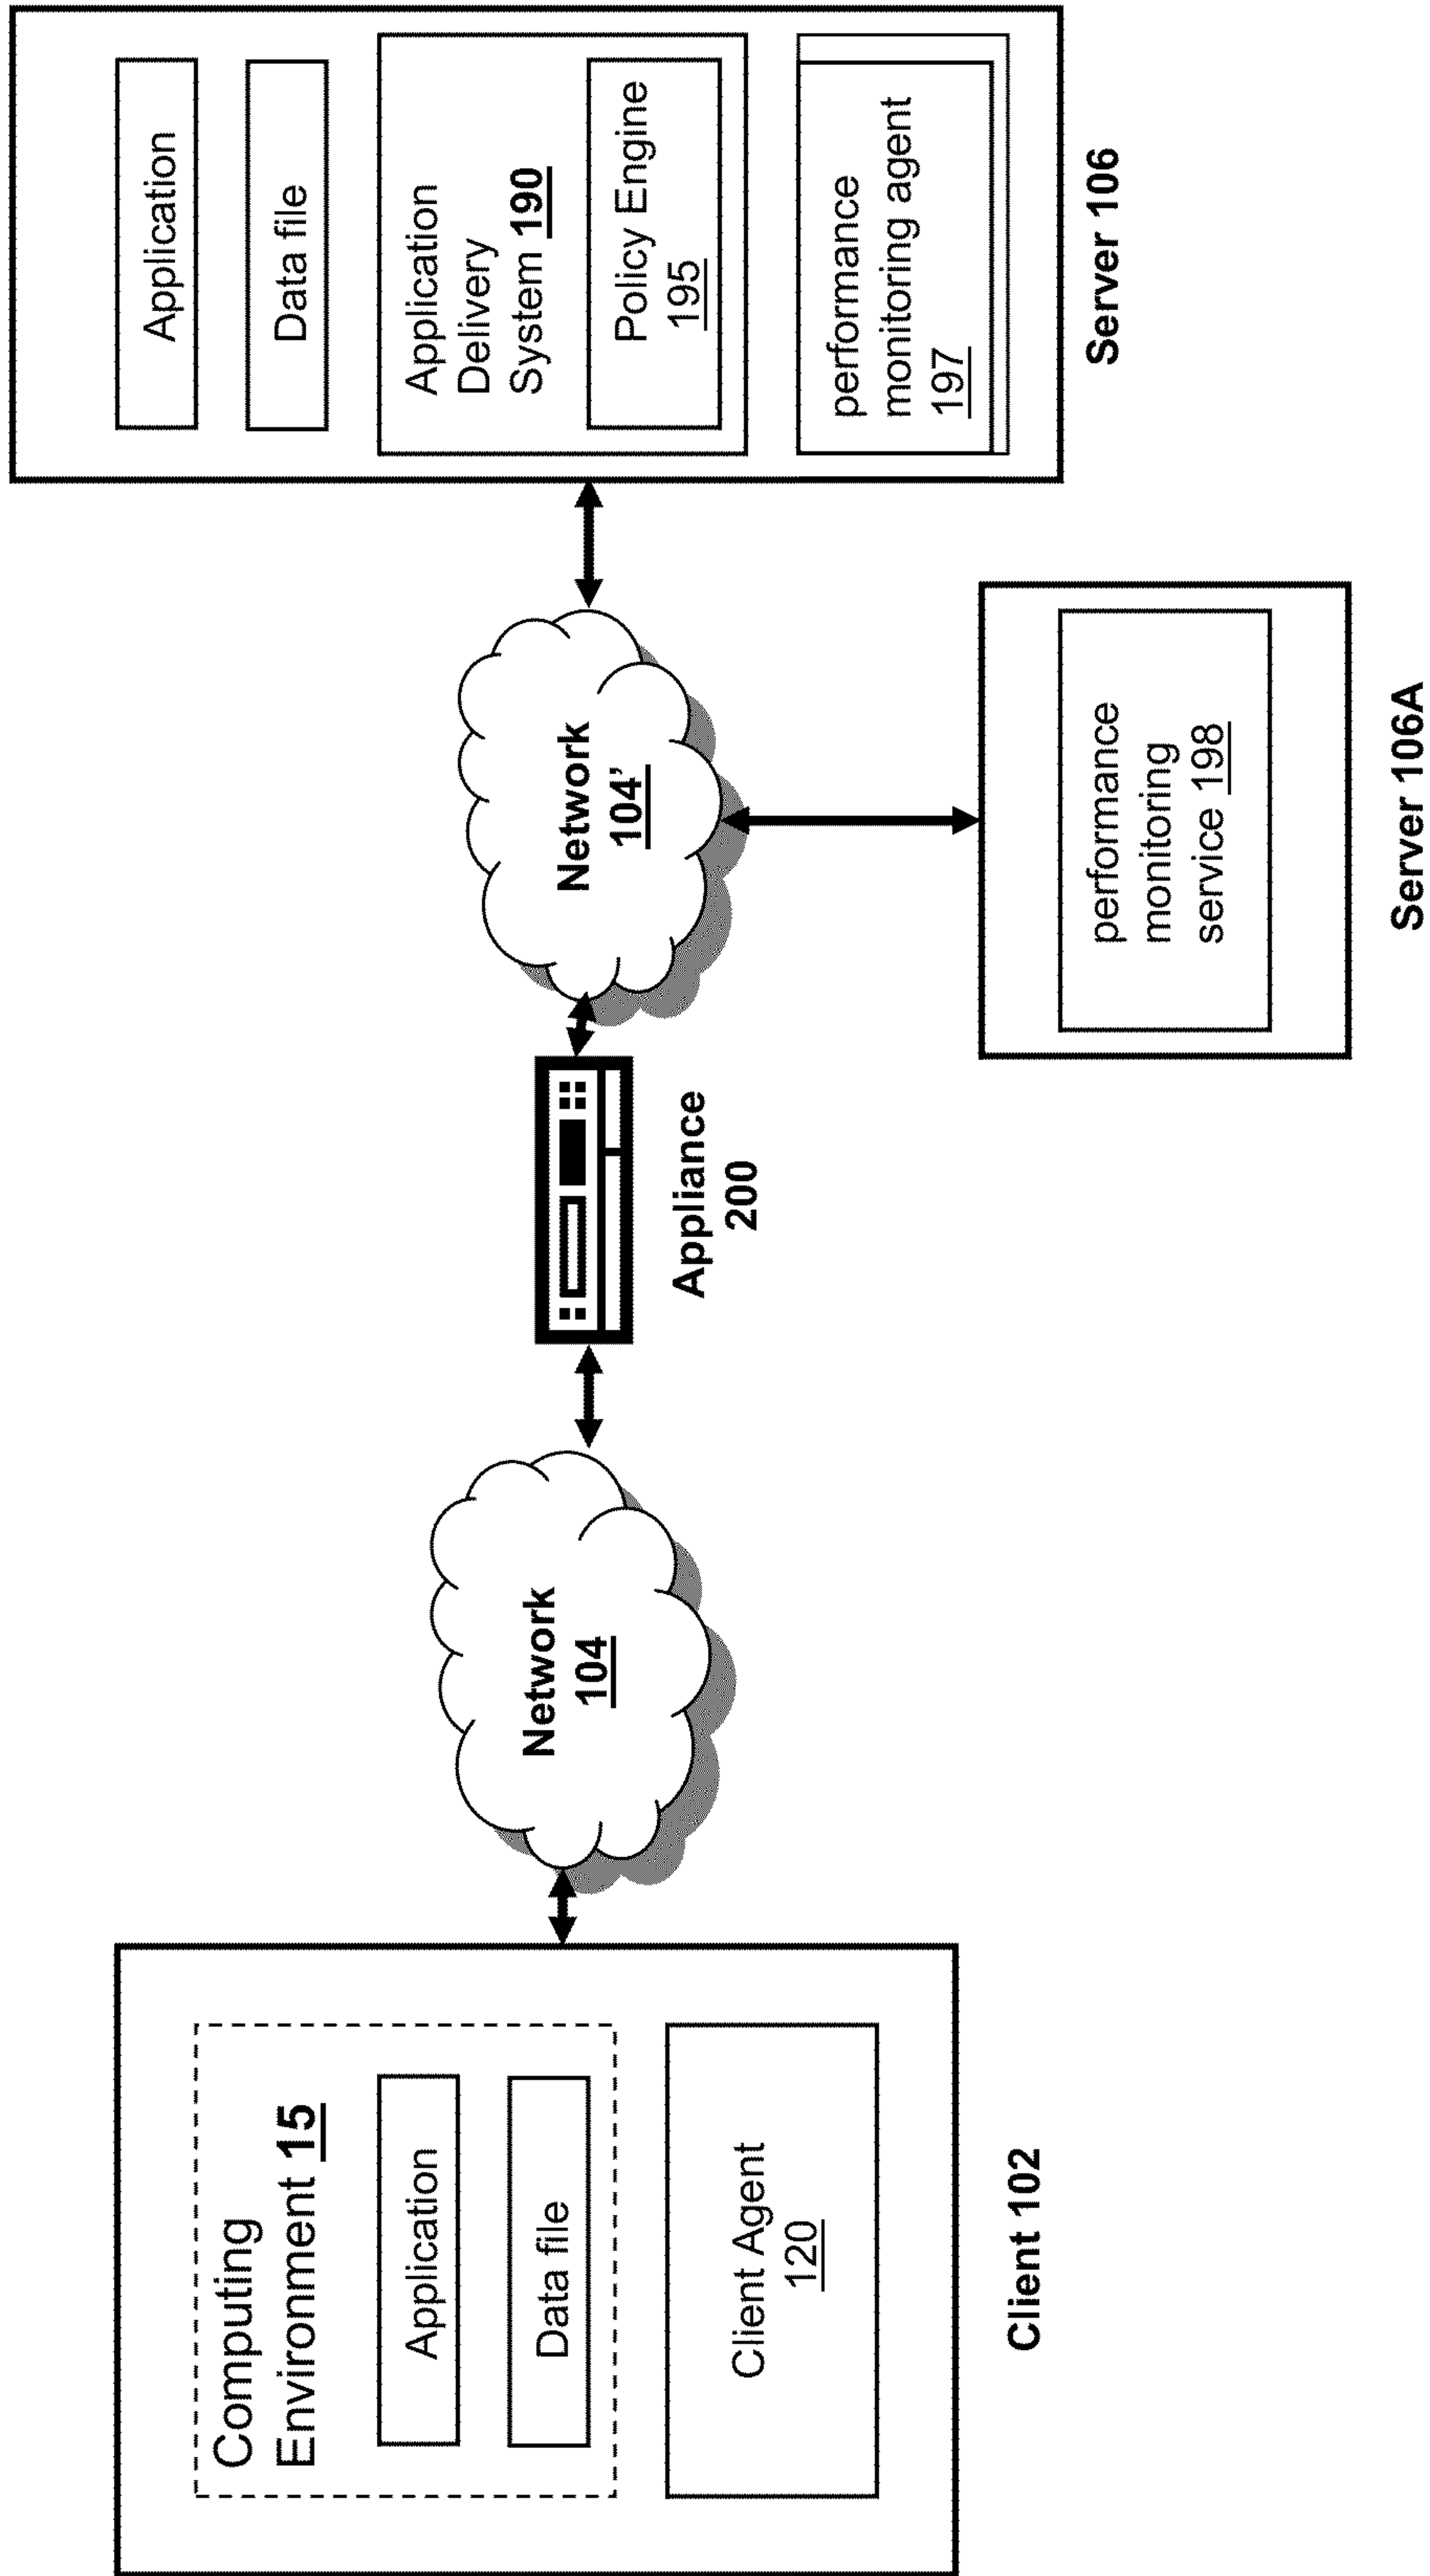 Computing
Environment 15
Application
Data file
Client Agent
120
Client 102
Network
104
Appliance
200
Network
104’
performance
monitoring
service 198
Server 106A
Application
Data file
Application
Delivery
System 190
Policy Engine
195
performance
monitoring agent
197
Server 106